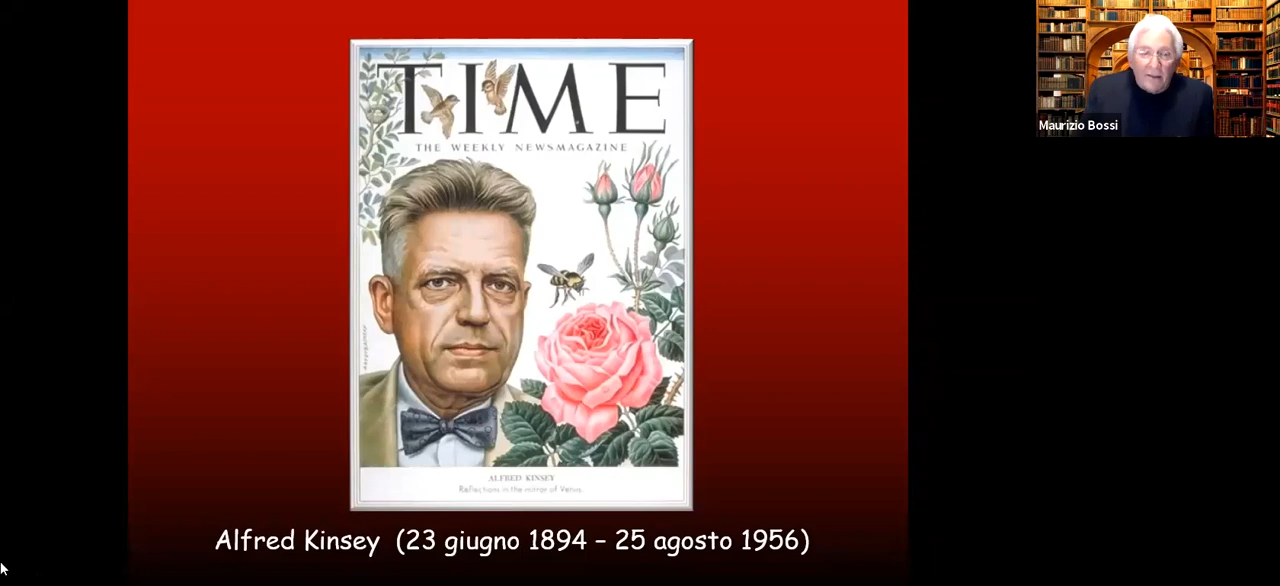 TIME
THE WEEKLY NEWSMAGAZINE
ALFRED KINSEY
Reflections in the mirror of Venus.
Alfred Kinsey (23 giugno 1894 – 25 agosto 1956)
Maurizio Bossi